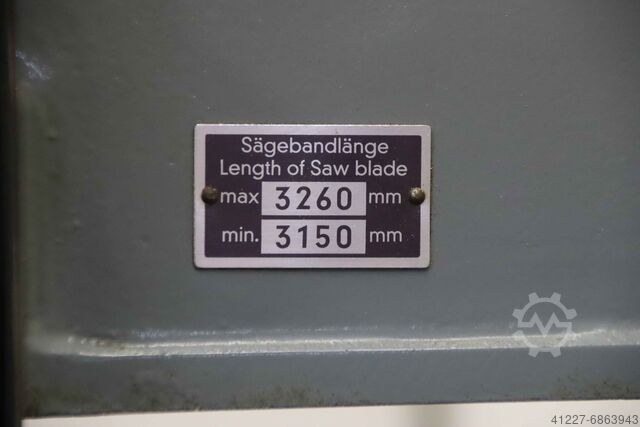 Sägebandlänge
Length of Saw blade
max 3260 mm
min. 3150 mm
41227-6863943